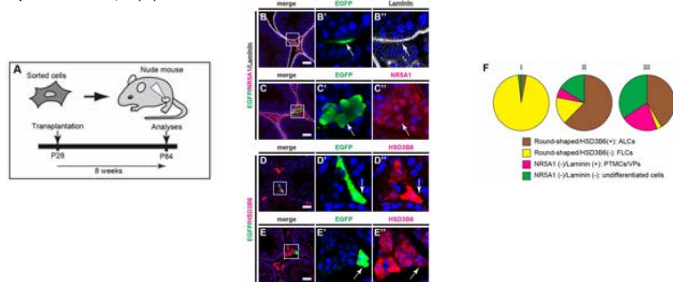 A
Sorted cells
Nude mouse
Transplantation
Analyses
P28
P84
8 weeks
merge
EGFP
Laminin
B
B'
B''
EGFP/NR5A1/Laminin
merge
EGFP
NR5A1
C
C'
C''
merge
EGFP
HSD3B6
D
D'
D''
EGFP/HSD3B6
merge
EGFP
HSD3B6
E
E'
E''
F
I
II
III
Round-shaped/HSD3B6(+): ALCs
Round-shaped/HSD3B6(-): FLCs
NR5A1 (-)/Laminin (+): PTMCs/VPs
NR5A1 (-)/Laminin (-): undifferentiated cells